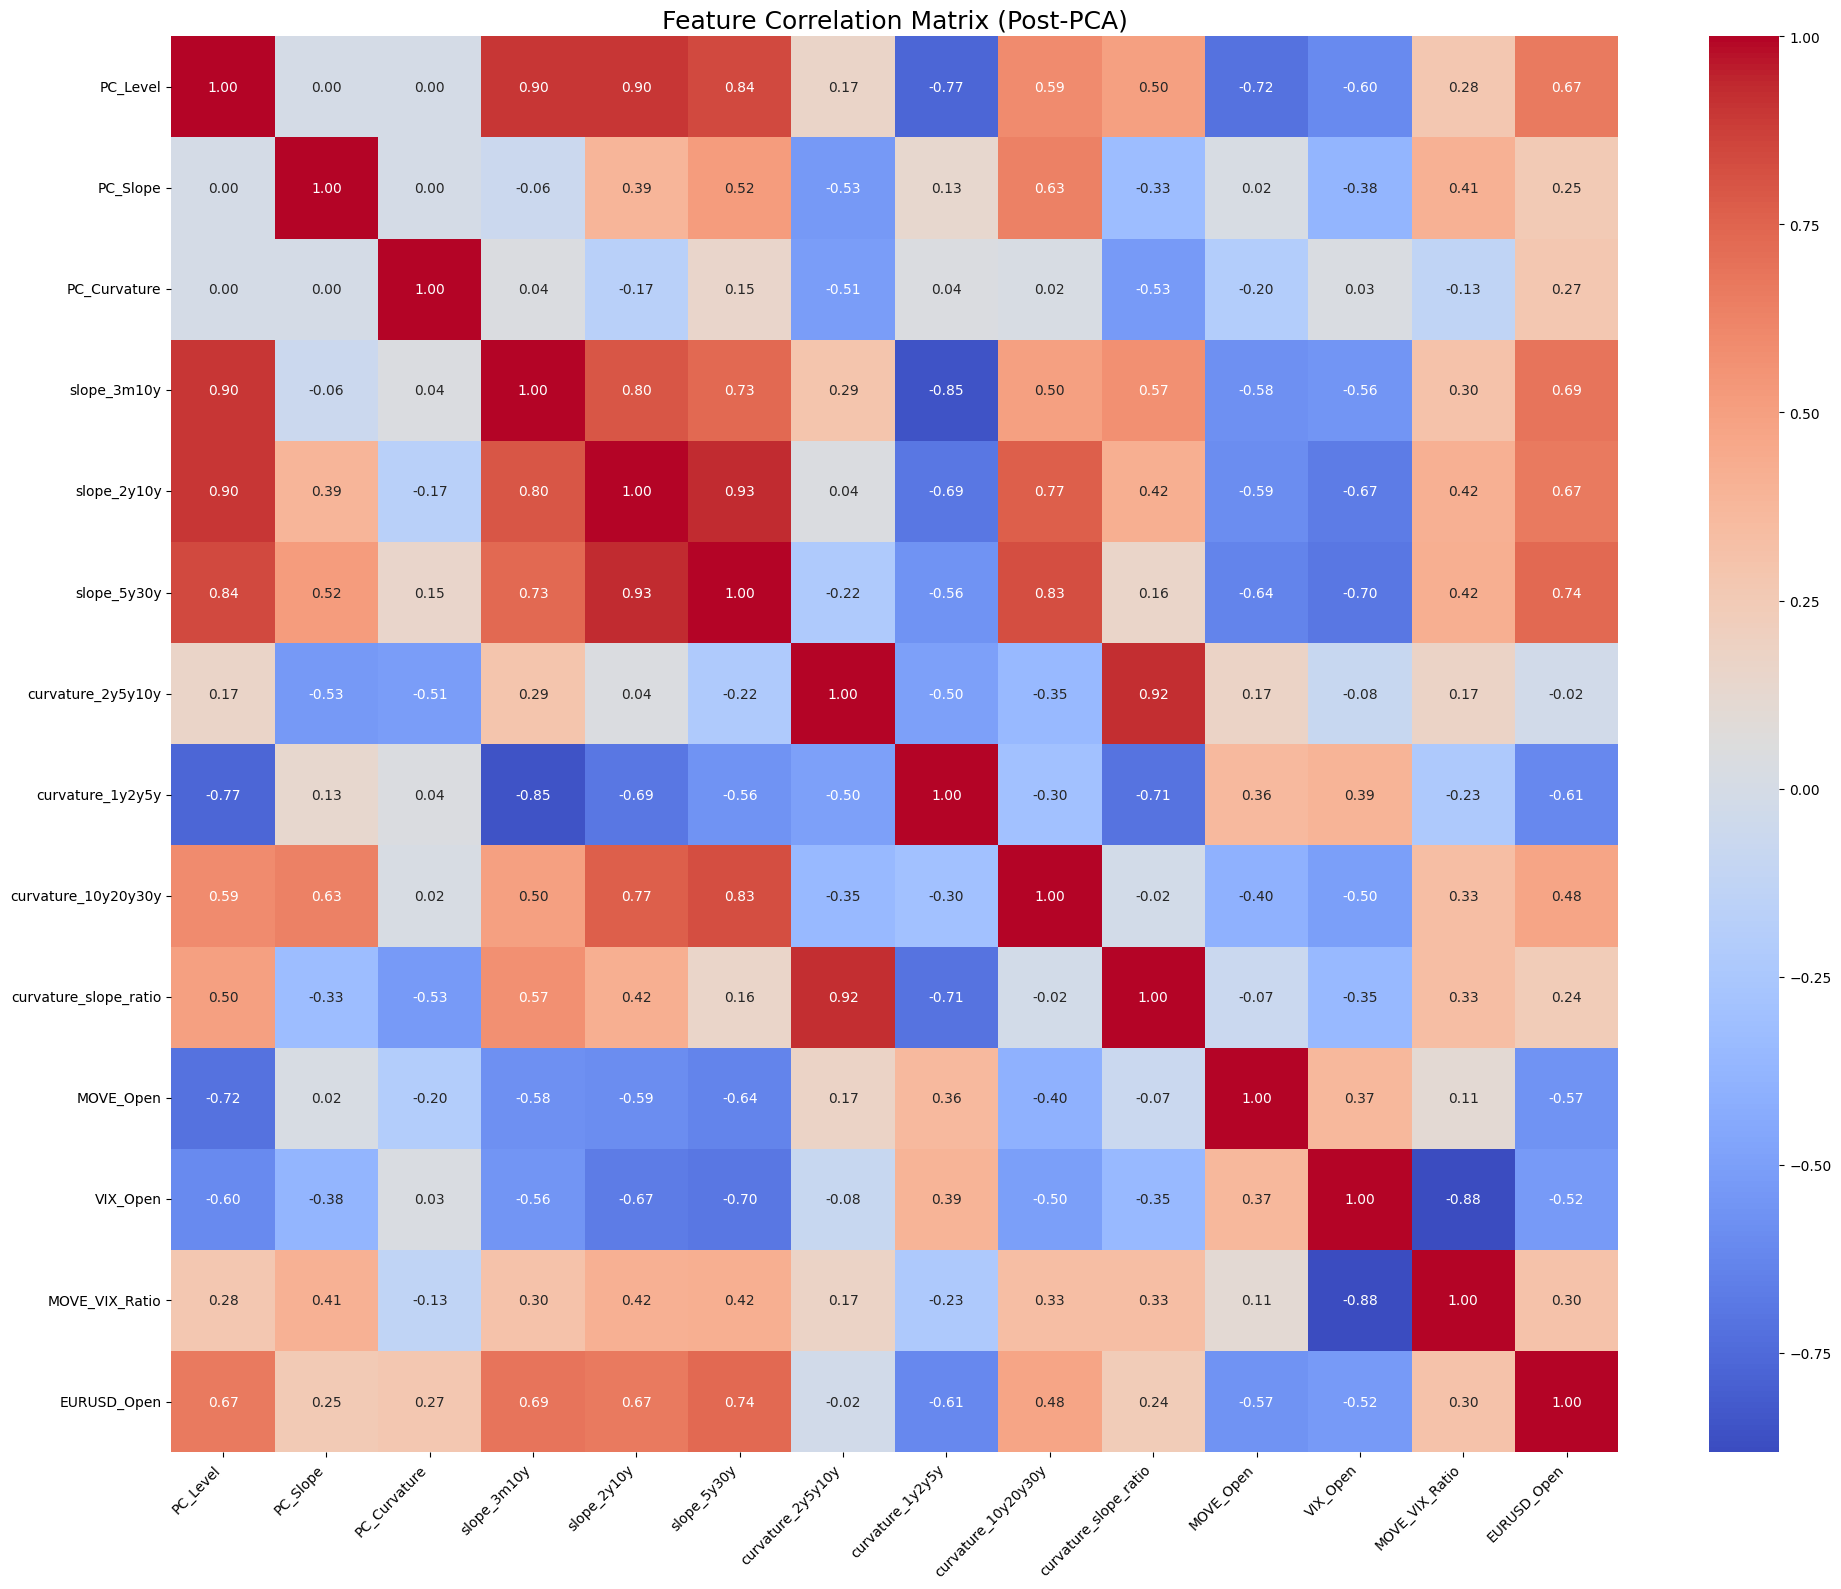 Feature Correlation Matrix (Post-PCA)
PC_Level 1.00 0.00 0.00 0.90 0.90 0.84 0.17 -0.77 0.59 0.50 -0.72 -0.60 0.28 0.67
PC_Slope 0.00 1.00 0.00 -0.06 0.39 0.52 -0.53 0.13 0.63 -0.33 0.02 -0.38 0.41 0.25
PC_Curvature 0.00 0.00 1.00 0.04 -0.17 0.15 -0.51 0.04 0.02 -0.53 -0.20 0.03 -0.13 0.27
slope_3m10y 0.90 -0.06 0.04 1.00 0.80 0.73 0.29 -0.85 0.50 0.57 -0.58 -0.56 0.30 0.69
slope_2y10y 0.90 0.39 -0.17 0.80 1.00 0.93 0.04 -0.69 0.77 0.42 -0.59 -0.67 0.42 0.67
slope_5y30y 0.84 0.52 0.15 0.73 0.93 1.00 -0.22 -0.56 0.83 0.16 -0.64 -0.70 0.42 0.74
curvature_2y5y10y 0.17 -0.53 -0.51 0.29 0.04 -0.22 1.00 -0.50 -0.35 0.92 0.17 -0.08 0.17 -0.02
curvature_1y2y5y -0.77 0.13 0.04 -0.85 -0.69 -0.56 -0.50 1.00 -0.30 -0.71 0.36 0.39 -0.23 -0.61
curvature_10y20y30y 0.59 0.63 0.02 0.50 0.77 0.83 -0.35 -0.30 1.00 -0.02 -0.40 -0.50 0.33 0.48
curvature_slope_ratio 0.50 -0.33 -0.53 0.57 0.42 0.16 0.92 -0.71 -0.02 1.00 -0.07 -0.35 0.33 0.24
MOVE_Open -0.72 0.02 -0.20 -0.58 -0.59 -0.64 0.17 0.36 -0.40 -0.07 1.00 0.37 0.11 -0.57
VIX_Open -0.60 -0.38 0.03 -0.56 -0.67 -0.70 -0.08 0.39 -0.50 -0.35 0.37 1.00 -0.88 -0.52
MOVE_VIX_Ratio 0.28 0.41 -0.13 0.30 0.42 0.42 0.17 -0.23 0.33 0.33 0.11 -0.88 1.00 0.30
EURUSD_Open 0.67 0.25 0.27 0.69 0.67 0.74 -0.02 -0.61 0.48 0.24 -0.57 -0.52 0.30 1.00
PC_Level
PC_Slope
PC_Curvature
slope_3m10y
slope_2y10y
slope_5y30y
curvature_2y5y10y
curvature_1y2y5y
curvature_10y20y30y
curvature_slope_ratio
MOVE_Open
VIX_Open
MOVE_VIX_Ratio
EURUSD_Open
1.00
0.75
0.50
0.25
0.00
−0.25
−0.50
−0.75